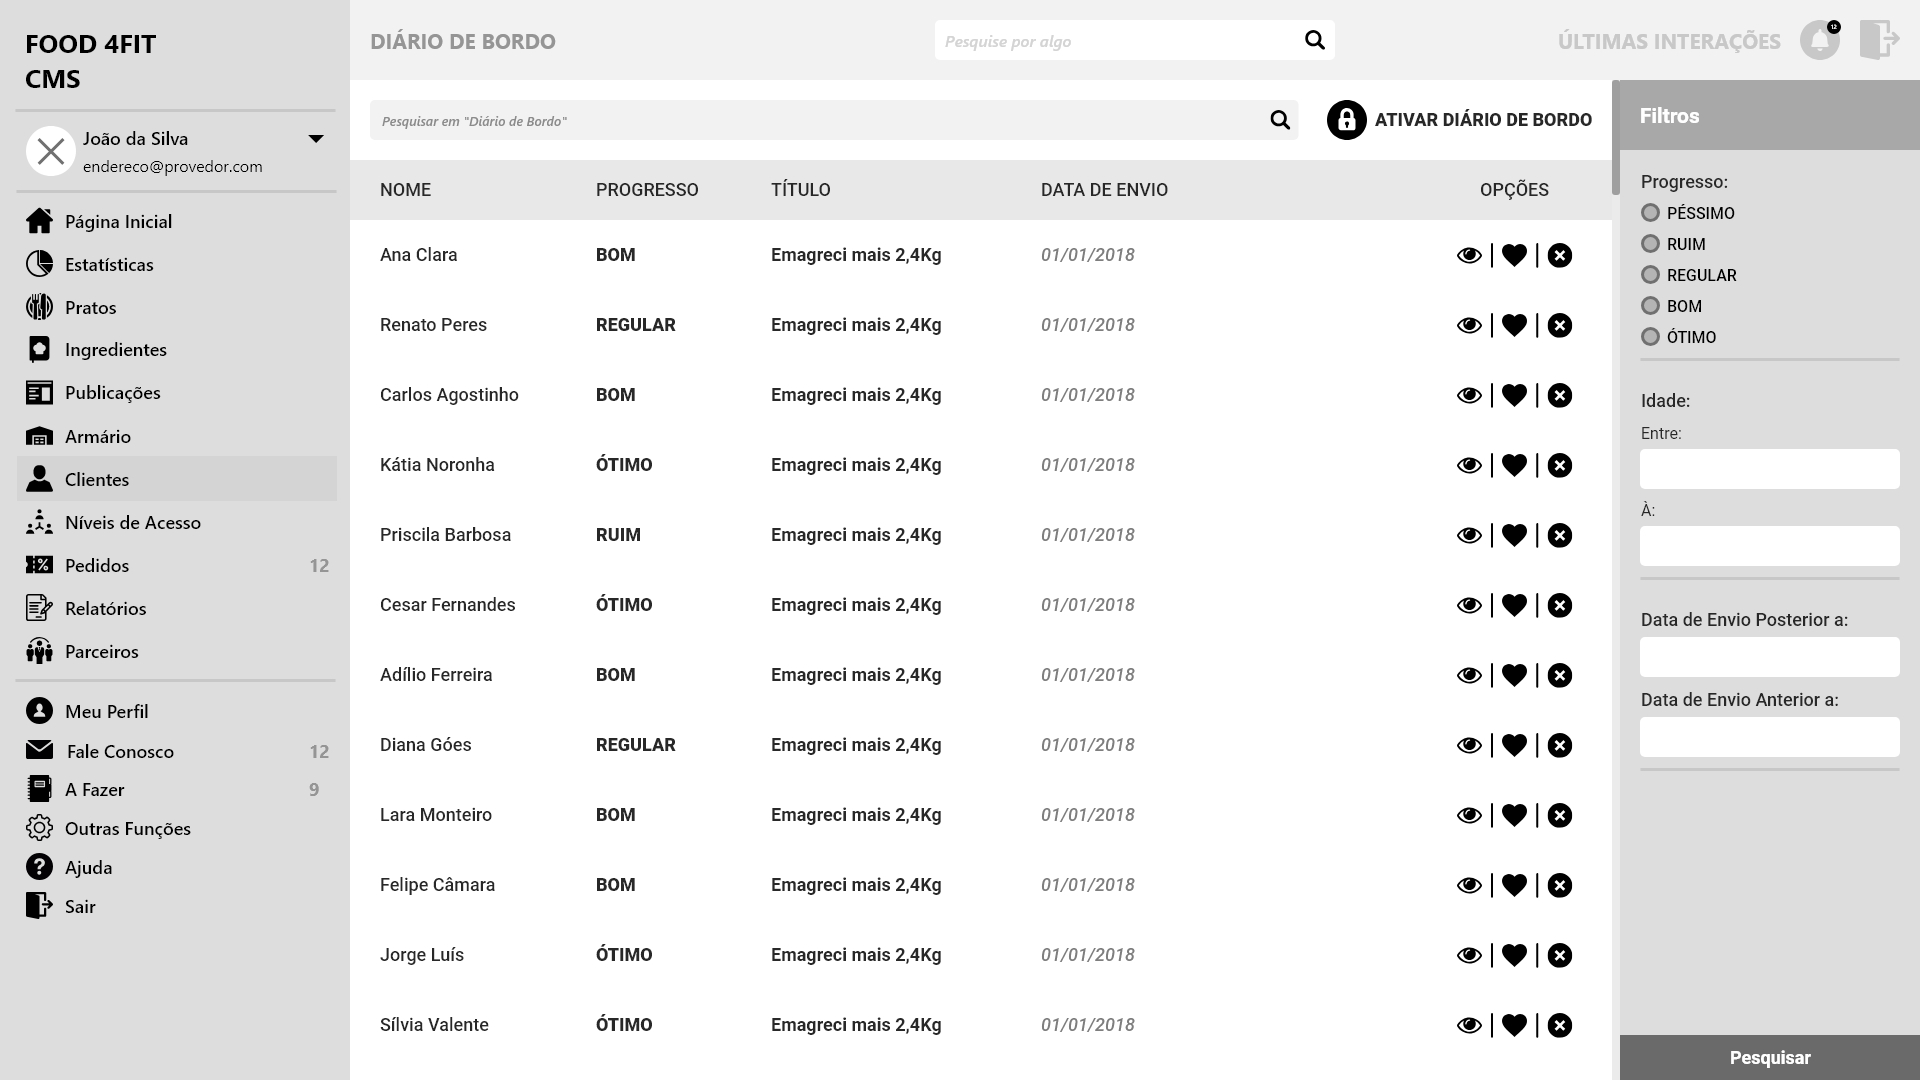 FOOD 4FIT
CMS
João da Silva
endereco@provedor.com
Página Inicial
Estatísticas
Pratos
Ingredientes
Publicações
Armário
Clientes
Níveis de Acesso
Pedidos 12
Relatórios
Parceiros
Meu Perfil
Fale Conosco 12
A Fazer 9
Outras Funções
Ajuda
Sair
DIÁRIO DE BORDO
Pesquise por algo
ÚLTIMAS INTERAÇÕES
12
Pesquisar em "Diário de Bordo"
ATIVAR DIÁRIO DE BORDO
NOME PROGRESSO TÍTULO DATA DE ENVIO OPÇÕES
Ana Clara BOM Emagreci mais 2,4Kg 01/01/2018
Renato Peres REGULAR Emagreci mais 2,4Kg 01/01/2018
Carlos Agostinho BOM Emagreci mais 2,4Kg 01/01/2018
Kátia Noronha ÓTIMO Emagreci mais 2,4Kg 01/01/2018
Priscila Barbosa RUIM Emagreci mais 2,4Kg 01/01/2018
Cesar Fernandes ÓTIMO Emagreci mais 2,4Kg 01/01/2018
Adílio Ferreira BOM Emagreci mais 2,4Kg 01/01/2018
Diana Góes REGULAR Emagreci mais 2,4Kg 01/01/2018
Lara Monteiro BOM Emagreci mais 2,4Kg 01/01/2018
Felipe Câmara BOM Emagreci mais 2,4Kg 01/01/2018
Jorge Luís ÓTIMO Emagreci mais 2,4Kg 01/01/2018
Sílvia Valente ÓTIMO Emagreci mais 2,4Kg 01/01/2018
Filtros
Progresso:
PÉSSIMO
RUIM
REGULAR
BOM
ÓTIMO
Idade:
Entre:
À:
Data de Envio Posterior a:
Data de Envio Anterior a:
Pesquisar